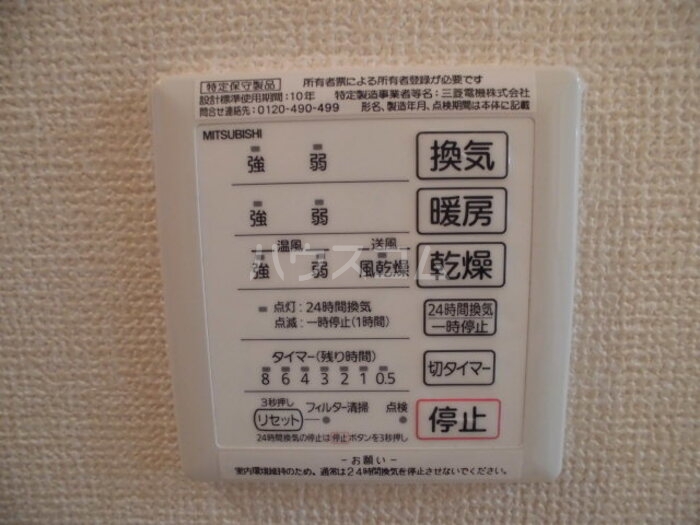 特定保守製品 所有者票による所有者登録が必要です
設計標準使用期間:10年 特定製造事業者等名:三菱電機株式会社
問合せ連絡先:0120-490-499 形名、製造年月、点検期間は本体に記載
MITSUBISHI
強 弱 換気
強 弱 暖房
温風 送風
強 弱 風乾燥 乾燥
ハウスコム
点灯:24時間換気
点滅:一時停止(1時間)
24時間換気
一時停止
タイマー(残り時間)
8 6 4 3 2 1 0.5
切タイマー
3秒押し
リセット フィルター清掃 点検
停止
24時間換気の停止は停止ボタンを3秒押し
-お願い-
室内環境維持のため、通常は24時間換気を停止させないでください。